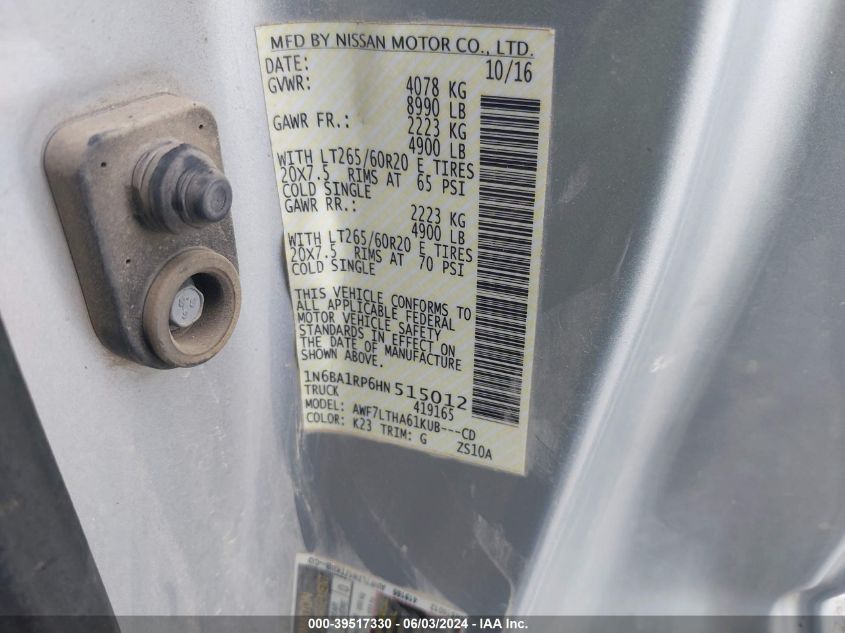 MFD BY NISSAN MOTOR CO., LTD.
DATE: 10/16
GVWR: 4078 KG
8990 LB
GAWR FR.: 2223 KG
4900 LB
WITH LT265/60R20 E TIRES
20X7.5 RIMS AT 65 PSI
COLD SINGLE
GAWR RR.: 2223 KG
4900 LB
WITH LT265/60R20 E TIRES
20X7.5 RIMS AT 70 PSI
COLD SINGLE
THIS VEHICLE CONFORMS TO
ALL APPLICABLE FEDERAL
MOTOR VEHICLE SAFETY
STANDARDS IN EFFECT ON
THE DATE OF MANUFACTURE
SHOWN ABOVE
1N6BA1RP6HN 515012
TRUCK 419165
MODEL: AWF7LTHA61KUB---CD
COLOR: K23 TRIM: G ZS10A
000-39517330 - 06/03/2024 - IAA Inc.